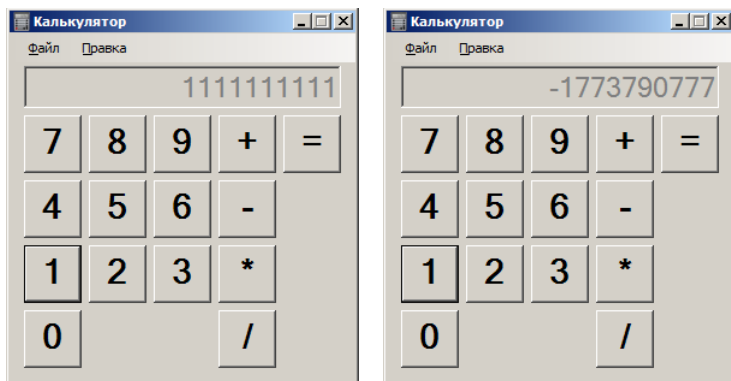 Калькулятор
Файл Правка
1111111111
7 8 9 + =
4 5 6 -
1 2 3 *
0 /
Калькулятор
Файл Правка
-1773790777
7 8 9 + =
4 5 6 -
1 2 3 *
0 /